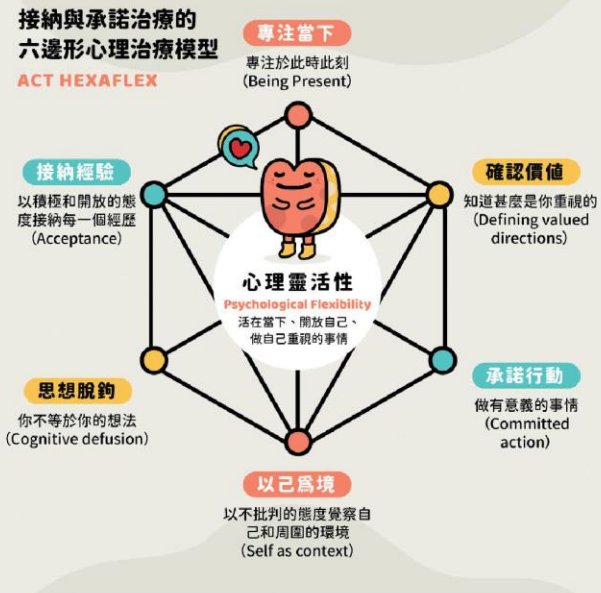 接納與承諾治療的
六邊形心理治療模型
ACT HEXAFLEX
專注當下
專注於此時此刻
(Being Present)
接納經驗
以積極和開放的態
度接納每一個經歷
(Acceptance)
確認價值
知道甚麼是你重視的
(Defining valued
directions)
心理靈活性
Psychological Flexibility
活在當下、開放自己、
做自己重視的事情
思想脫鈎
你不等於你的想法
(Cognitive defusion)
承諾行動
做有意義的事情
(Committed
action)
以己爲境
以不批判的態度覺察自
己和周圍的環境
(Self as context)